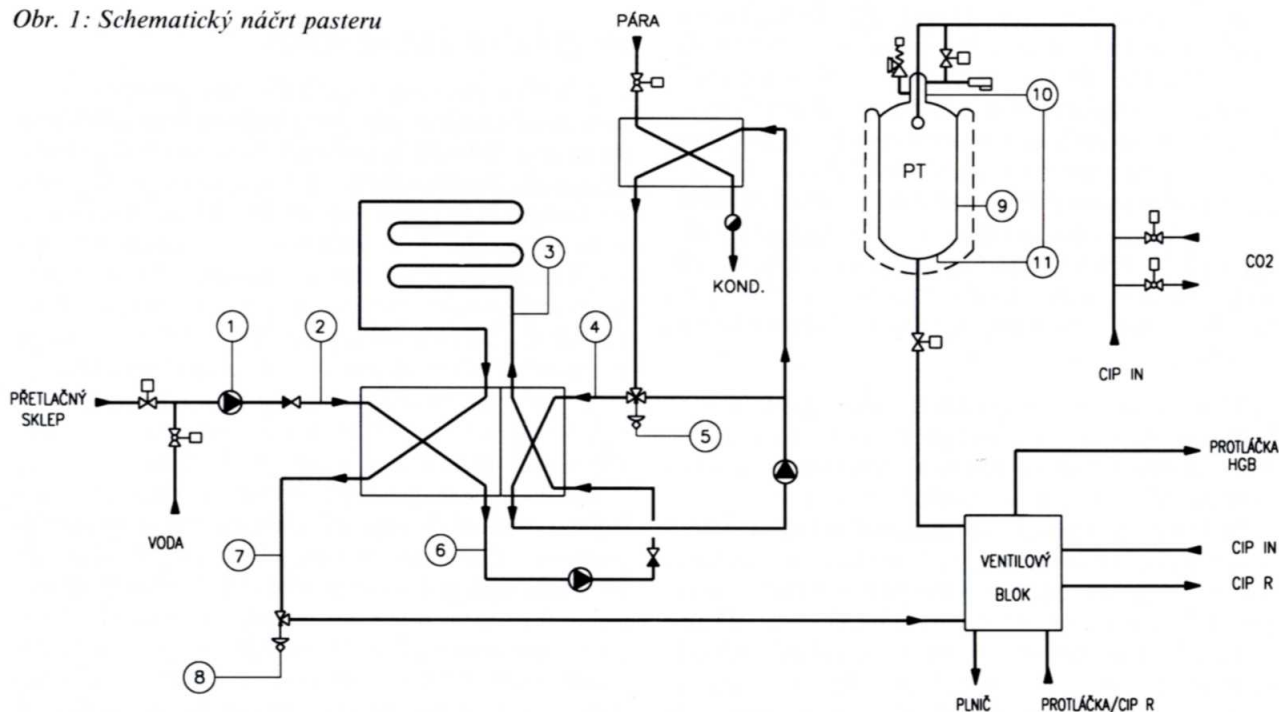 Obr. 1: Schematický náčrt pasteru
PÁRA
10
PT
9
3
11
KOND.
CO2
1
2
4
CIP IN
PŘETLAČNÝ
SKLEP
5
PROTLÁČKA
HGB
VODA
7
6
VENTILOVÝ
BLOK
CIP IN
CIP R
8
PLNIČ
PROTLÁČKA/CIP R